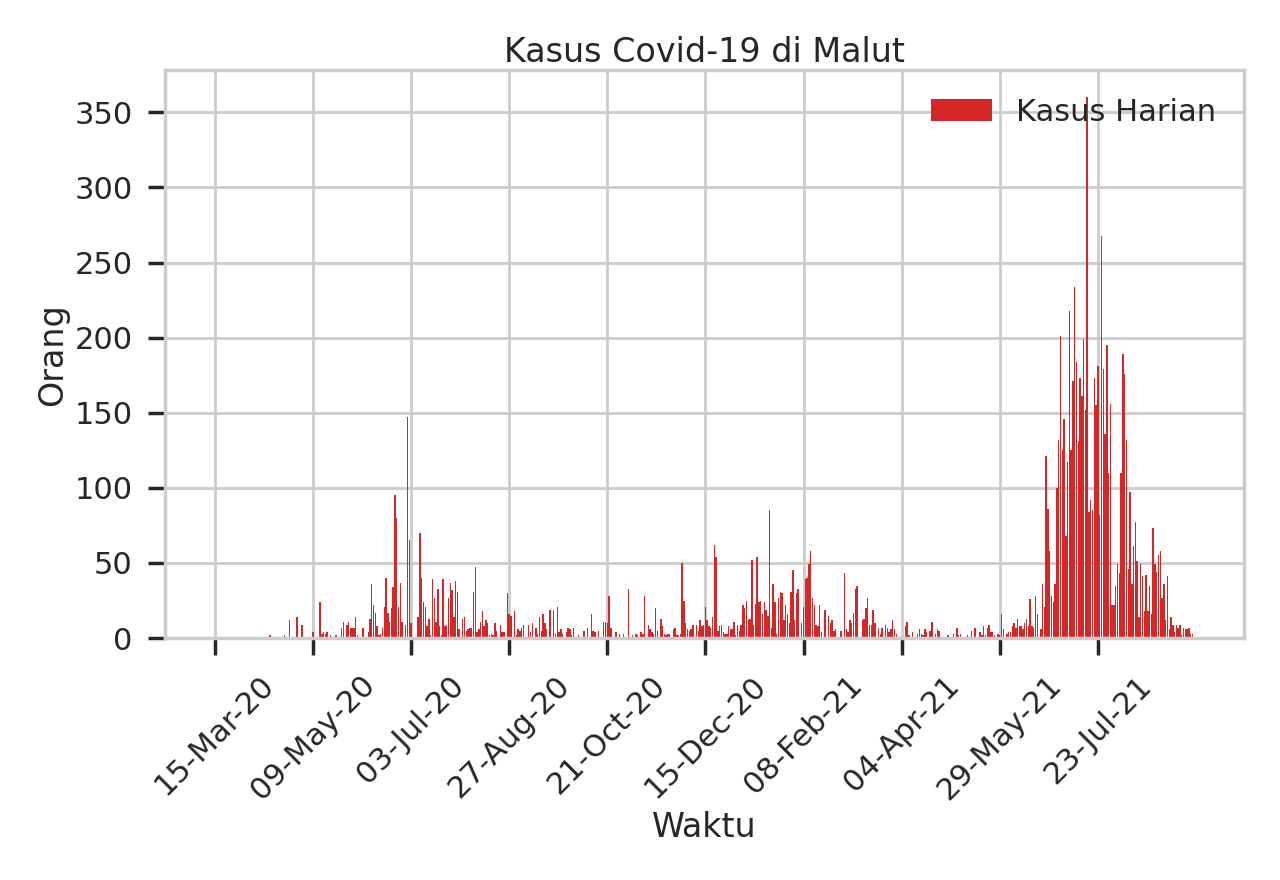 Kasus Covid-19 di Malut
Kasus Harian
Orang
350
300
250
200
150
100
50
0
15-Mar-20
09-May-20
03-Jul-20
27-Aug-20
21-Oct-20
15-Dec-20
08-Feb-21
04-Apr-21
29-May-21
23-Jul-21
Waktu